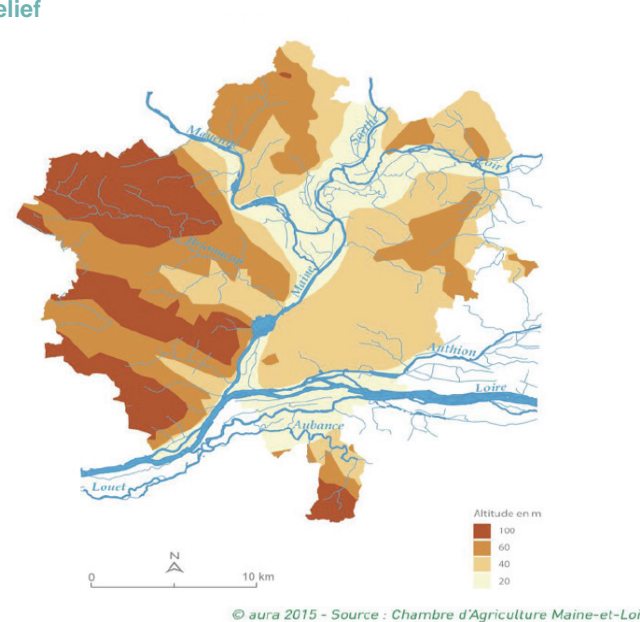 elief
Mayenne
Sarthe
Loir
Brionneau
Maine
Authion
Loire
Aubance
Louet
Altitude en m
100
60
40
20
N
0 10 km
© aura 2015 - Source : Chambre d'Agriculture Maine-et-Loi